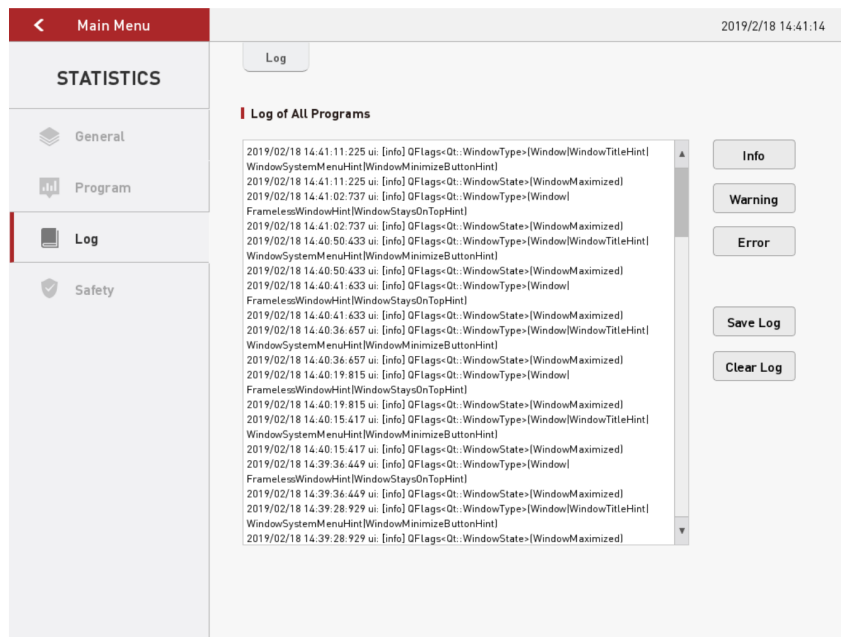 Main Menu
2019/2/18 14:41:14
STATISTICS
General
Program
Log
Safety
Log
Log of All Programs
2019/02/18 14:41:11:225 ui: [info] QFlags<Qt::WindowType>(Window|WindowTitleHint|
WindowSystemMenuHint|WindowMinimizeButtonHint)
2019/02/18 14:41:11:225 ui: [info] QFlags<Qt::WindowState>(WindowMaximized)
2019/02/18 14:41:02:737 ui: [info] QFlags<Qt::WindowType>(Window|
FramelessWindowHint|WindowStaysOnTopHint)
2019/02/18 14:41:02:737 ui: [info] QFlags<Qt::WindowState>(WindowMaximized)
2019/02/18 14:40:50:433 ui: [info] QFlags<Qt::WindowType>(Window|WindowTitleHint|
WindowSystemMenuHint|WindowMinimizeButtonHint)
2019/02/18 14:40:50:433 ui: [info] QFlags<Qt::WindowState>(WindowMaximized)
2019/02/18 14:40:41:633 ui: [info] QFlags<Qt::WindowType>(Window|
FramelessWindowHint|WindowStaysOnTopHint)
2019/02/18 14:40:41:633 ui: [info] QFlags<Qt::WindowState>(WindowMaximized)
2019/02/18 14:40:36:657 ui: [info] QFlags<Qt::WindowType>(Window|WindowTitleHint|
WindowSystemMenuHint|WindowMinimizeButtonHint)
2019/02/18 14:40:36:657 ui: [info] QFlags<Qt::WindowState>(WindowMaximized)
2019/02/18 14:40:19:815 ui: [info] QFlags<Qt::WindowType>(Window|
FramelessWindowHint|WindowStaysOnTopHint)
2019/02/18 14:40:19:815 ui: [info] QFlags<Qt::WindowState>(WindowMaximized)
2019/02/18 14:40:15:417 ui: [info] QFlags<Qt::WindowType>(Window|WindowTitleHint|
WindowSystemMenuHint|WindowMinimizeButtonHint)
2019/02/18 14:40:15:417 ui: [info] QFlags<Qt::WindowState>(WindowMaximized)
2019/02/18 14:39:36:449 ui: [info] QFlags<Qt::WindowType>(Window|
FramelessWindowHint|WindowStaysOnTopHint)
2019/02/18 14:39:36:449 ui: [info] QFlags<Qt::WindowState>(WindowMaximized)
2019/02/18 14:39:28:929 ui: [info] QFlags<Qt::WindowType>(Window|WindowTitleHint|
WindowSystemMenuHint|WindowMinimizeButtonHint)
2019/02/18 14:39:28:929 ui: [info] QFlags<Qt::WindowState>(WindowMaximized)
Info
Warning
Error
Save Log
Clear Log